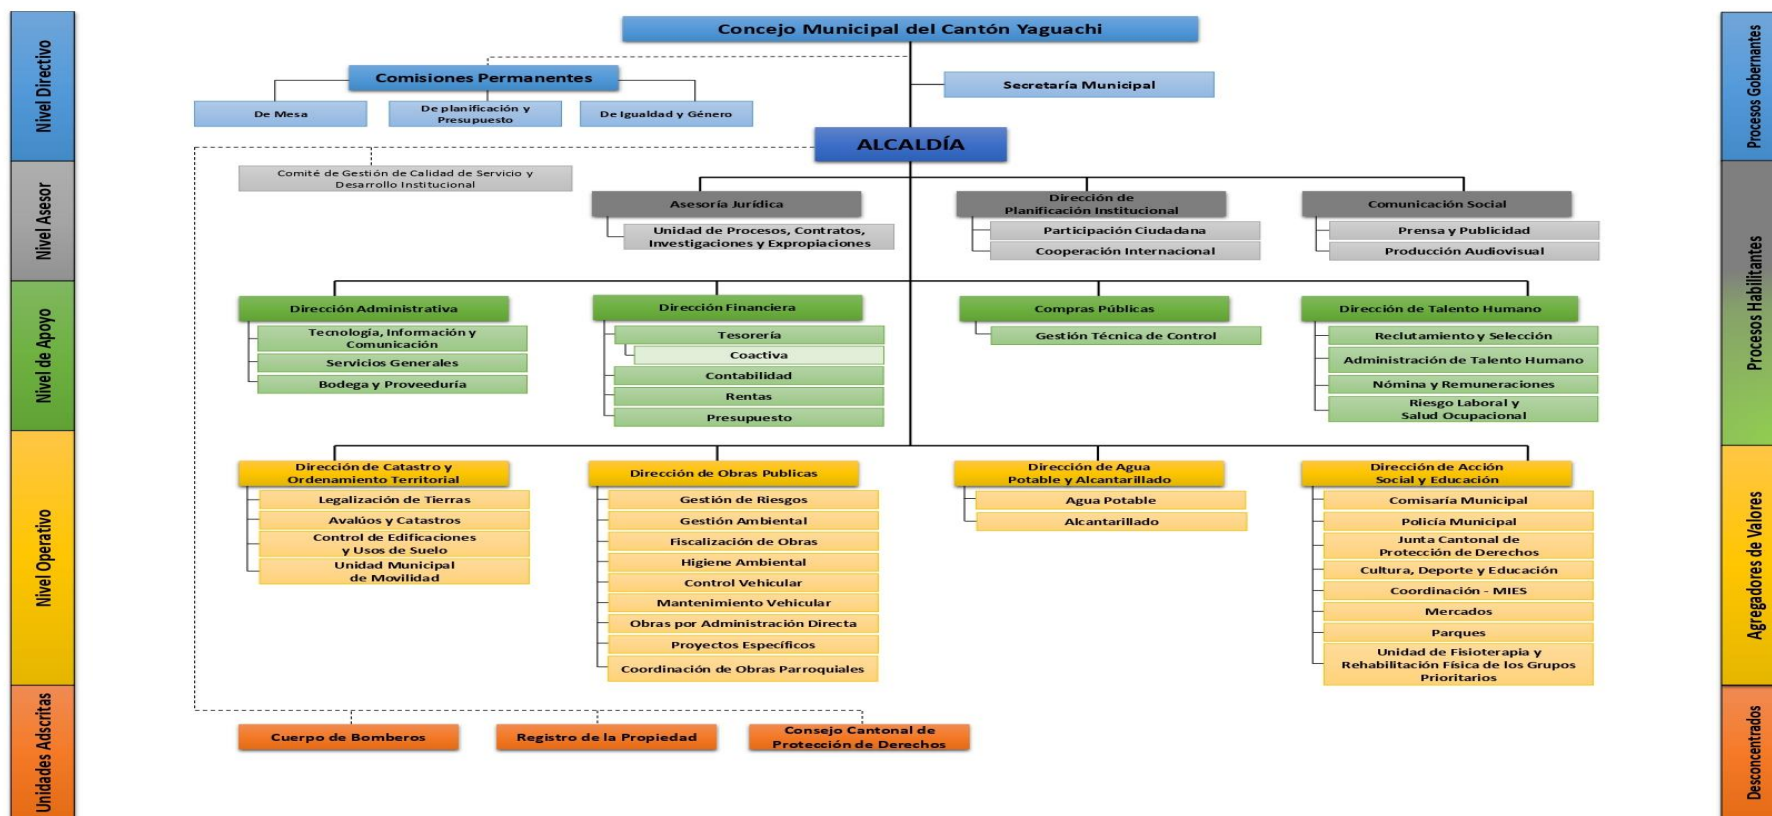 Concejo Municipal del Cantón Yaguachi
Comisiones Permanentes
Secretaría Municipal
De Mesa
De planificación y
Presupuesto
De Igualdad y Género
ALCALDÍA
Comité de Gestión de Calidad de Servicio y
Desarrollo Institucional
Asesoría Jurídica
Unidad de Procesos, Contratos,
Investigaciones y Expropiaciones
Dirección de
Planificación Institucional
Participación Ciudadana
Cooperación Internacional
Comunicación Social
Prensa y Publicidad
Producción Audiovisual
Dirección Administrativa
Tecnología, Información y
Comunicación
Servicios Generales
Bodega y Proveeduría
Dirección Financiera
Tesorería
Coactiva
Contabilidad
Rentas
Presupuesto
Compras Públicas
Gestión Técnica de Control
Dirección de Talento Humano
Reclutamiento y Selección
Administración de Talento Humano
Nómina y Remuneraciones
Riesgo Laboral y
Salud Ocupacional
Dirección de Catastro y
Ordenamiento Territorial
Legalización de Tierras
Avalúos y Catastros
Control de Edificaciones
y Usos de Suelo
Unidad Municipal
de Movilidad
Dirección de Obras Publicas
Gestión de Riesgos
Gestión Ambiental
Fiscalización de Obras
Higiene Ambiental
Control Vehicular
Mantenimiento Vehicular
Obras por Administración Directa
Proyectos Específicos
Coordinación de Obras Parroquiales
Dirección de Agua
Potable y Alcantarillado
Agua Potable
Alcantarillado
Dirección de Acción
Social y Educación
Comisaría Municipal
Policía Municipal
Junta Cantonal de
Protección de Derechos
Cultura, Deporte y Educación
Coordinación - MIES
Mercados
Parques
Unidad de Fisioterapia y
Rehabilitación Física de los Grupos
Prioritarios
Cuerpo de Bomberos
Registro de la Propiedad
Consejo Cantonal de
Protección de Derechos
Nivel Directivo
Nivel Asesor
Nivel de Apoyo
Nivel Operativo
Unidades Adscritas
Procesos Gobernantes
Procesos Habilitantes
Agregadores de Valores
Desconcentrados